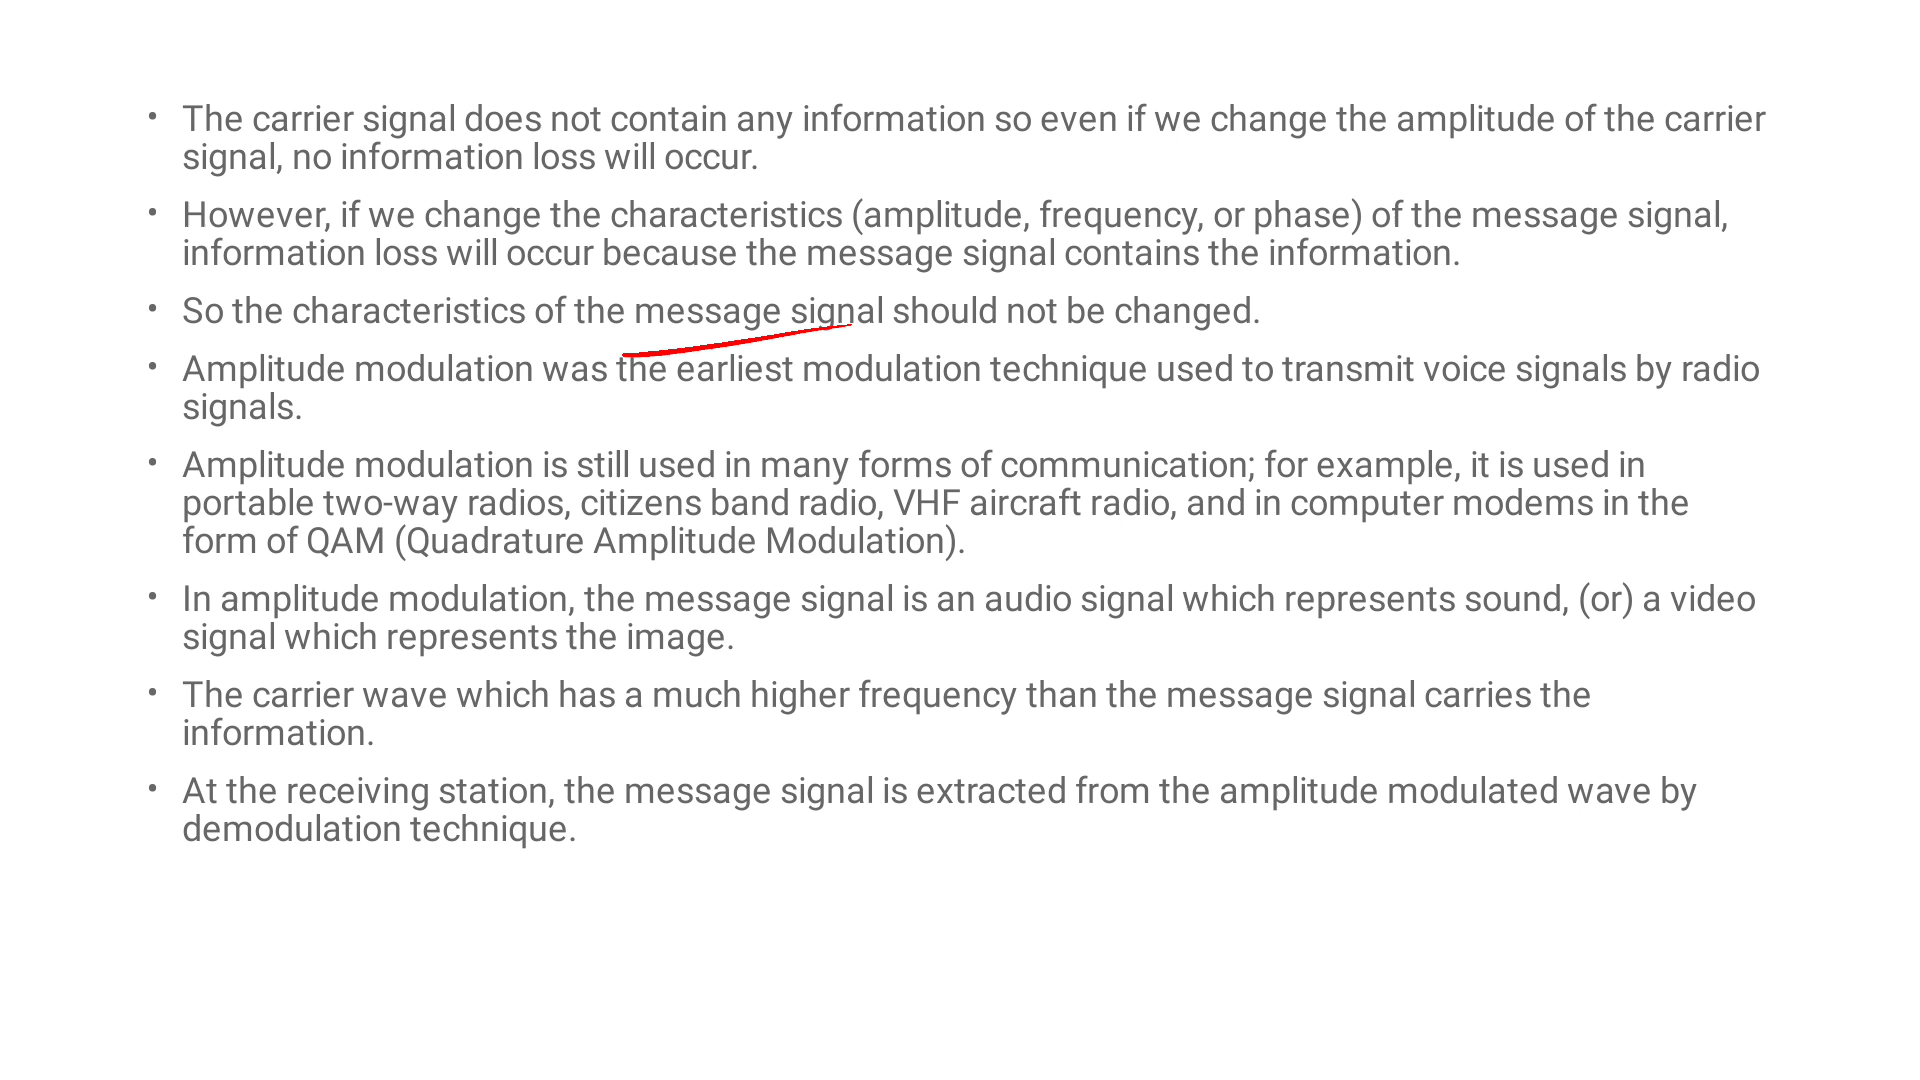 • The carrier signal does not contain any information so even if we change the amplitude of the carrier
signal, no information loss will occur.
• However, if we change the characteristics (amplitude, frequency, or phase) of the message signal,
information loss will occur because the message signal contains the information.
• So the characteristics of the message signal should not be changed.
• Amplitude modulation was the earliest modulation technique used to transmit voice signals by radio
signals.
• Amplitude modulation is still used in many forms of communication; for example, it is used in
portable two-way radios, citizens band radio, VHF aircraft radio, and in computer modems in the
form of QAM (Quadrature Amplitude Modulation).
• In amplitude modulation, the message signal is an audio signal which represents sound, (or) a video
signal which represents the image.
• The carrier wave which has a much higher frequency than the message signal carries the
information.
• At the receiving station, the message signal is extracted from the amplitude modulated wave by
demodulation technique.